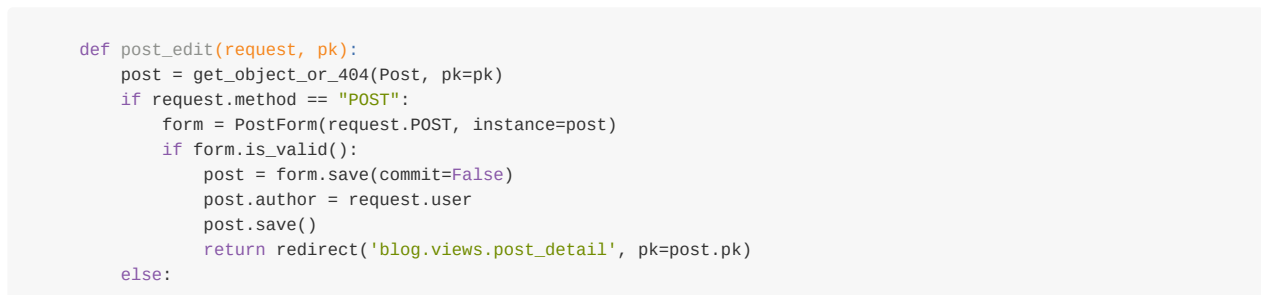 def post_edit(request, pk):
    post = get_object_or_404(Post, pk=pk)
    if request.method == "POST":
        form = PostForm(request.POST, instance=post)
        if form.is_valid():
            post = form.save(commit=False)
            post.author = request.user
            post.save()
            return redirect('blog.views.post_detail', pk=post.pk)
    else: